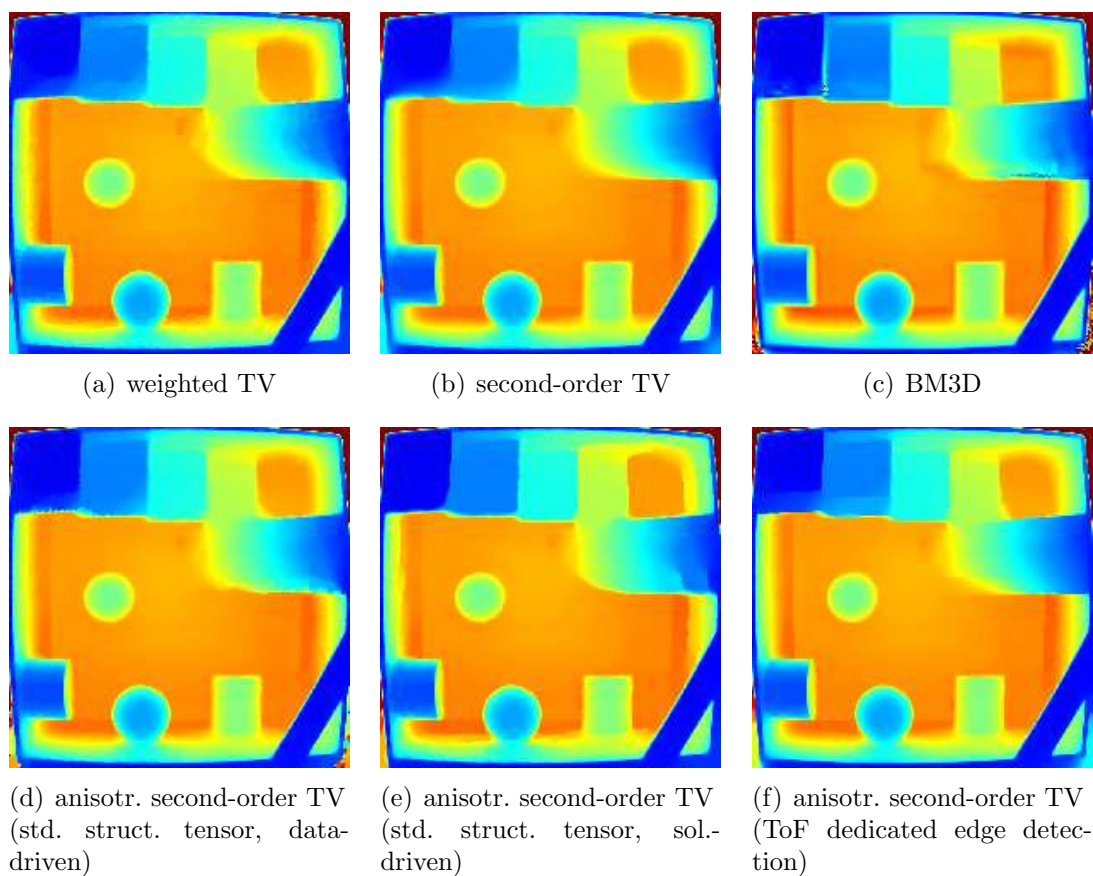 (a) weighted TV
(b) second-order TV
(c) BM3D
(d) anisotr. second-order TV
(std. struct. tensor, data-
driven)
(e) anisotr. second-order TV
(std. struct. tensor, sol.-
driven)
(f) anisotr. second-order TV
(ToF dedicated edge detec-
tion)